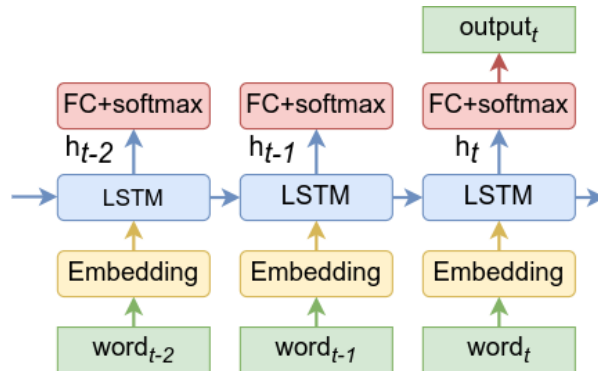 output_t
FC+softmax FC+softmax FC+softmax
h_t-2 h_t-1 h_t
LSTM LSTM LSTM
Embedding Embedding Embedding
word_t-2 word_t-1 word_t